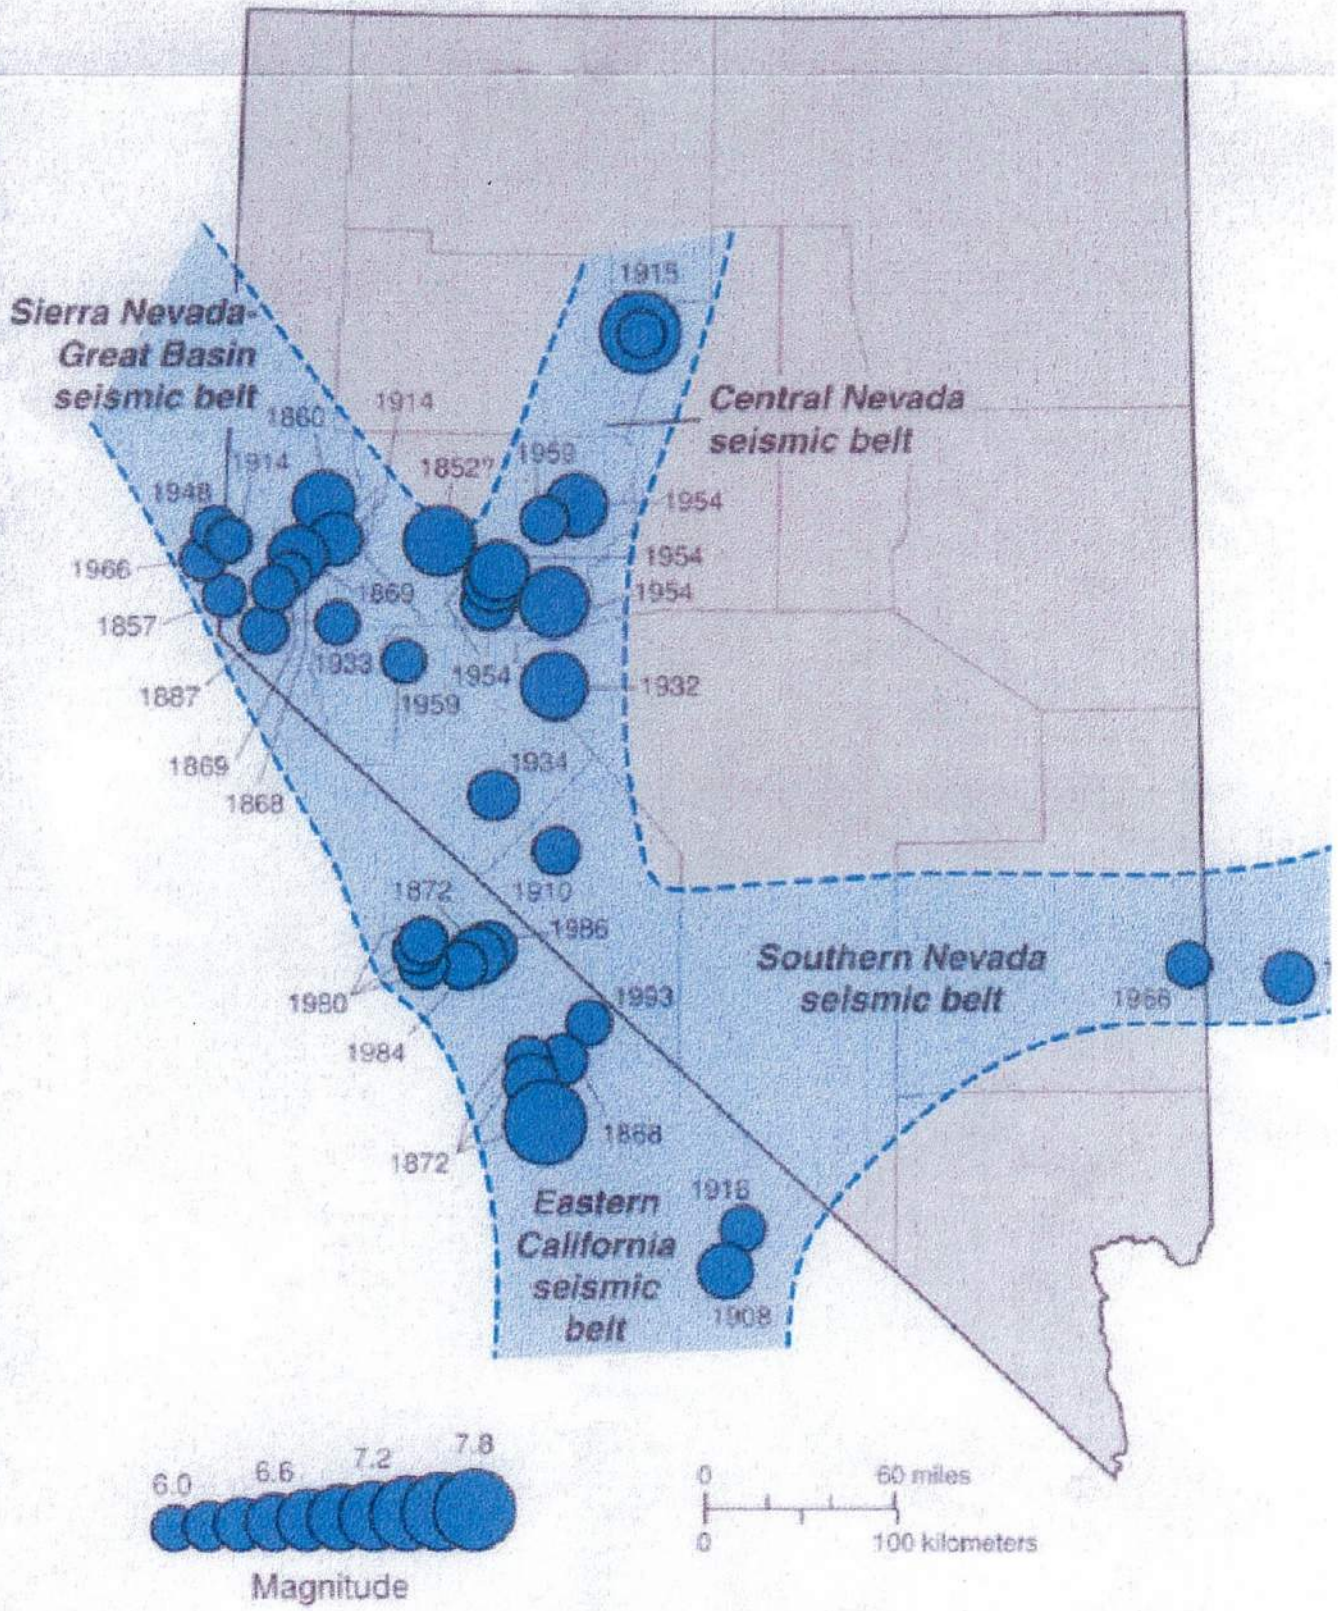 1915
Sierra Nevada-
Great Basin
seismic belt
Central Nevada
seismic belt
1860
1914
1914
1852?
1959
1948
1954
1966
1954
1869
1954
1857
1933
1954
1932
1887
1959
1869
1934
1868
1872
1910
1986
Southern Nevada
seismic belt
1980
1993
1966
1984
1868
1872
1916
Eastern
California
seismic
belt
1908
6.0
6.6
7.2
7.8
0
60 miles
0
100 kilometers
Magnitude